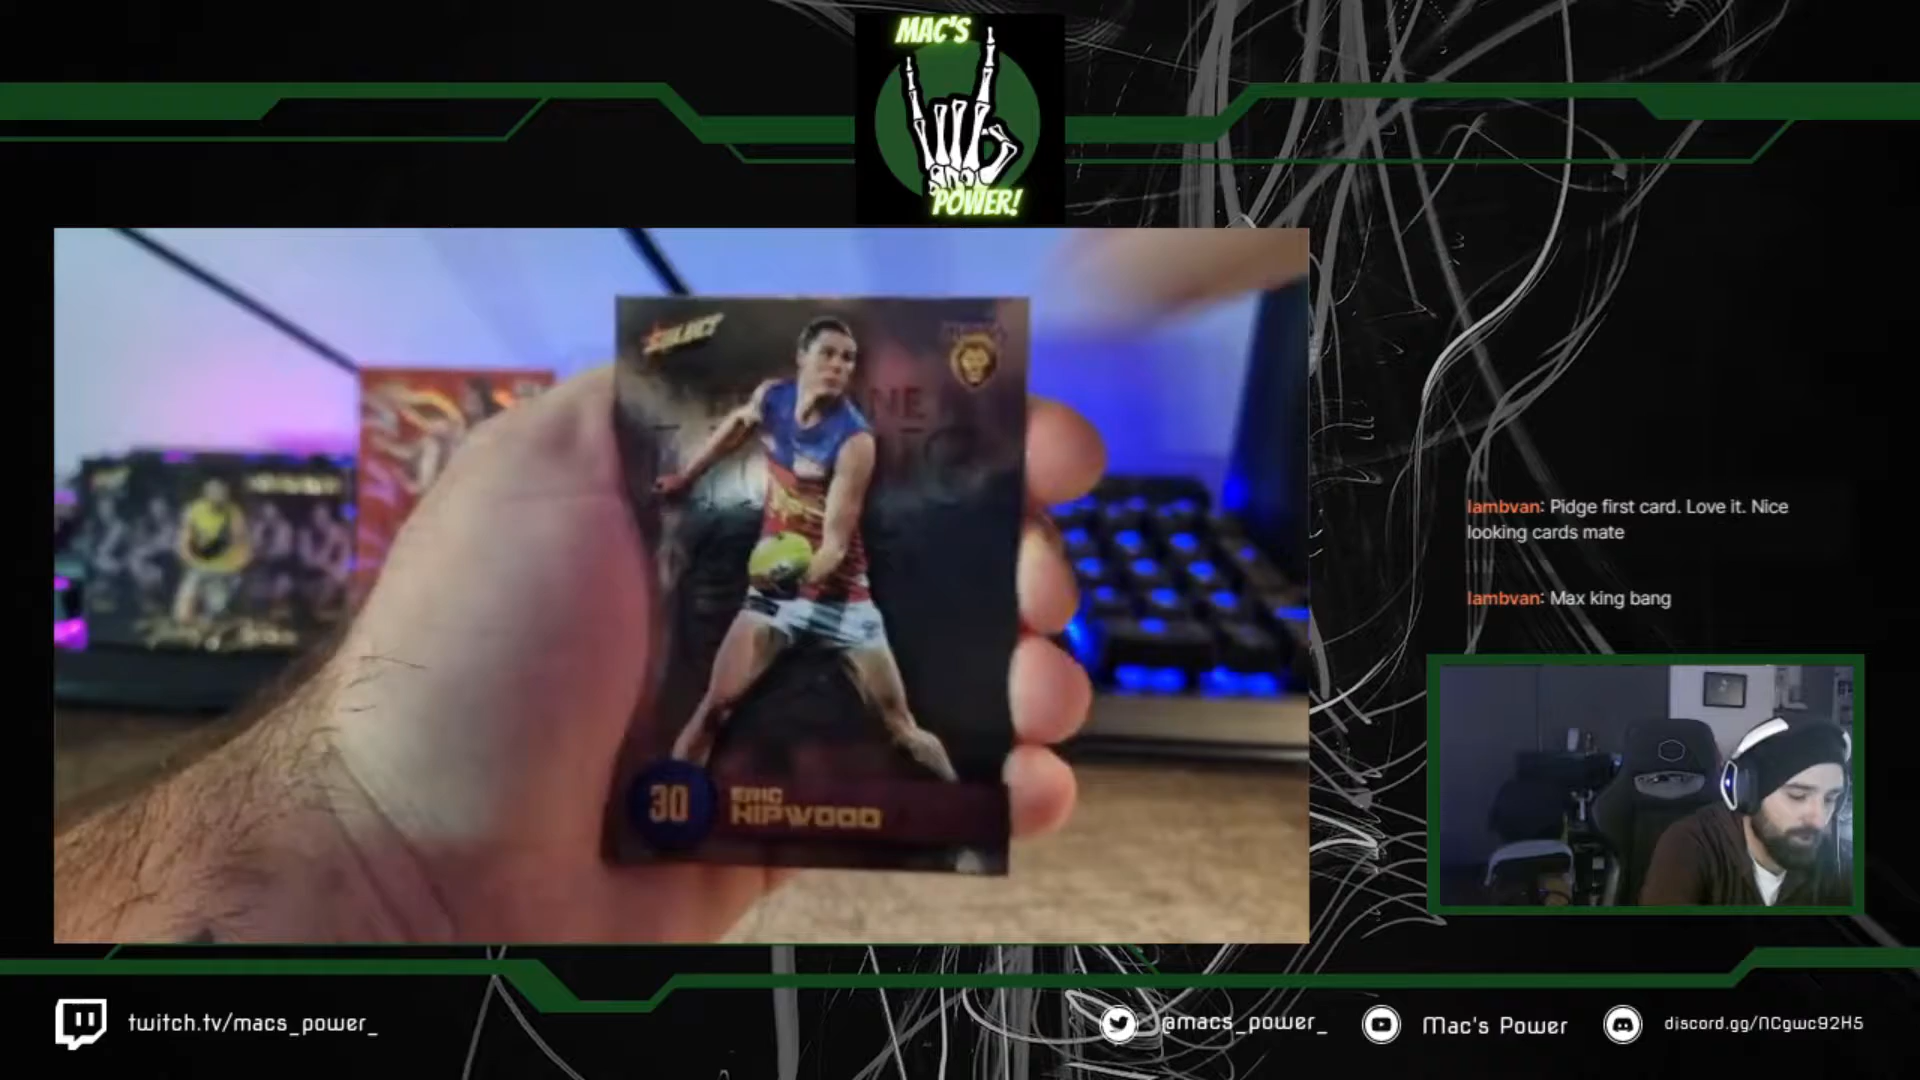 MAC'S
POWER!
SELECT
NE
30
ERIC
HIPWOOD
lambvan: Pidge first card. Love it. Nice
looking cards mate
lambvan: Max king bang
twitch.tv/macs_power_
@macs_power_
Mac's Power
discord.gg/NCgwc92H5